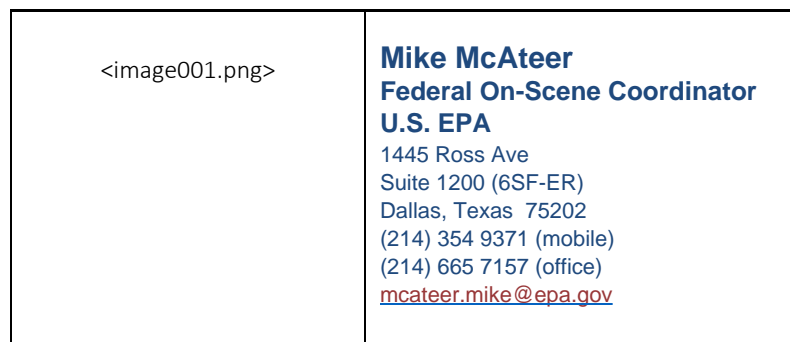 <image001.png>
Mike McAteer
Federal On-Scene Coordinator
U.S. EPA
1445 Ross Ave
Suite 1200 (6SF-ER)
Dallas, Texas  75202
(214) 354 9371 (mobile)
(214) 665 7157 (office)
mcateer.mike@epa.gov